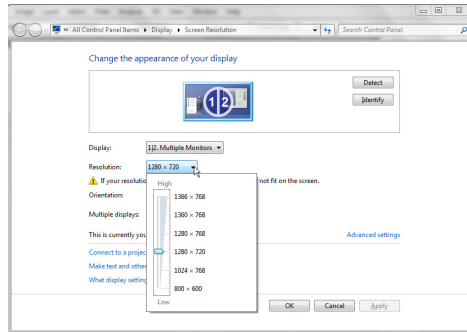 « All Control Panel Items ▸ Display ▸ Screen Resolution
Search Control Panel
Change the appearance of your display
1|2
Detect
Identify
Display: 1|2. Multiple Monitors
Resolution: 1280 × 720
If your resolutio not fit on the screen.
High
Orientation:
1366 × 768
Multiple displays:
1360 × 768
1280 × 768
This is currently you
Advanced settings
1280 × 720
Connect to a projec
Make text and other
1024 × 768
What display setting
800 × 600
Low
OK Cancel Apply